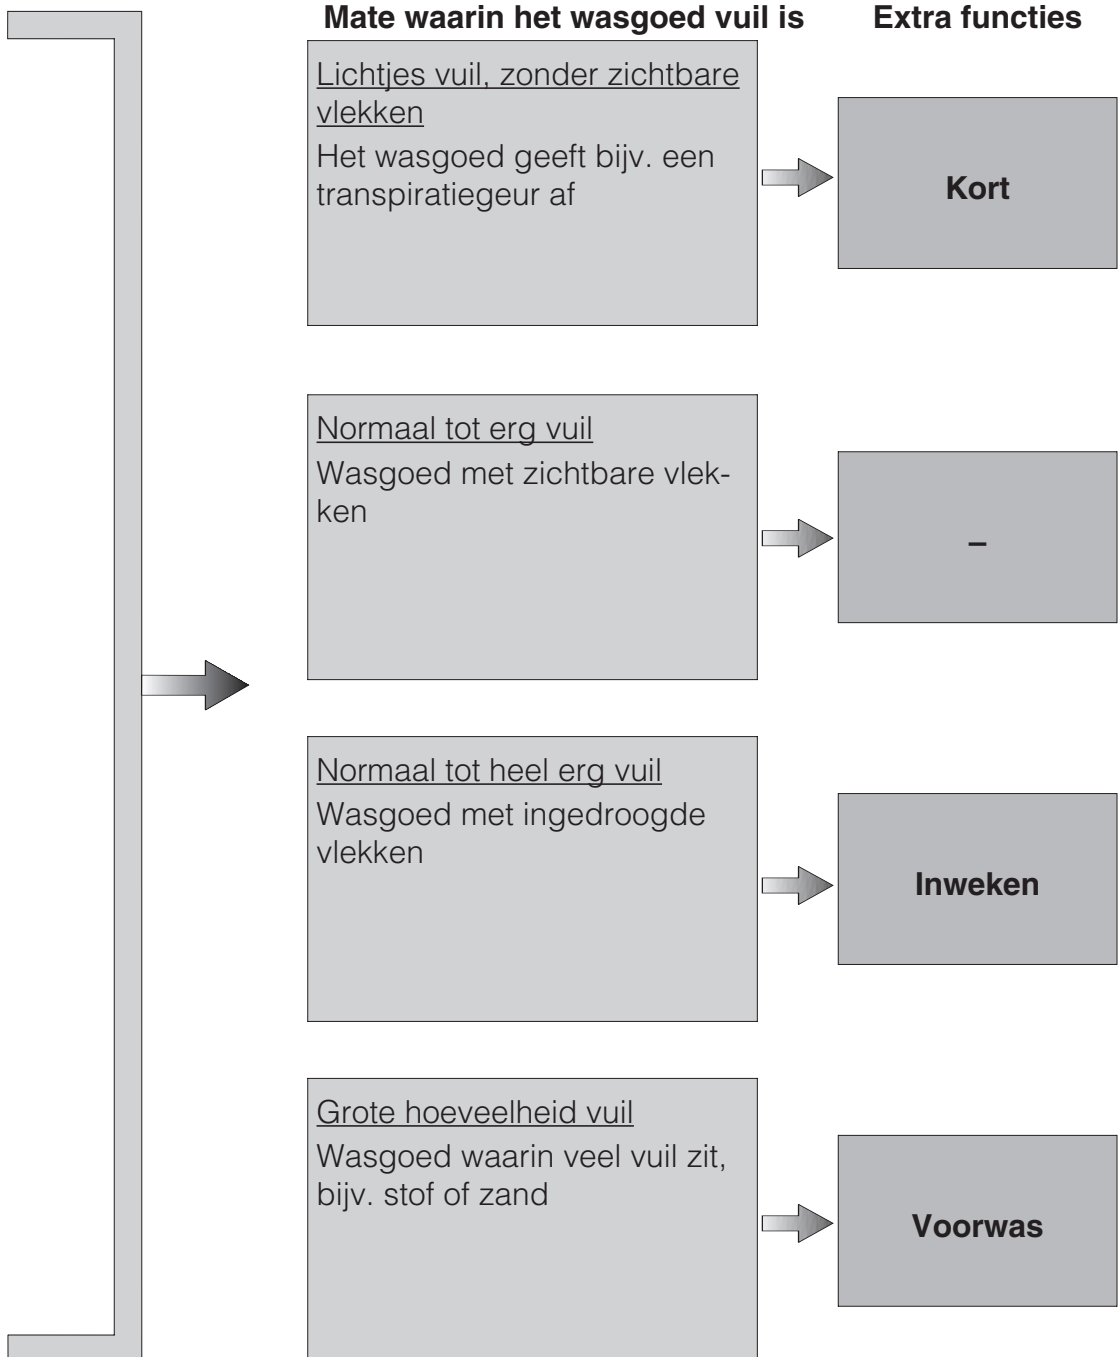 Mate waarin het wasgoed vuil is
Extra functies
Lichtjes vuil, zonder zichtbare
vlekken
Het wasgoed geeft bijv. een
transpiratiegeur af
Kort
Normaal tot erg vuil
Wasgoed met zichtbare vlek-
ken
–
Normaal tot heel erg vuil
Wasgoed met ingedroogde
vlekken
Inweken
Grote hoeveelheid vuil
Wasgoed waarin veel vuil zit,
bijv. stof of zand
Voorwas